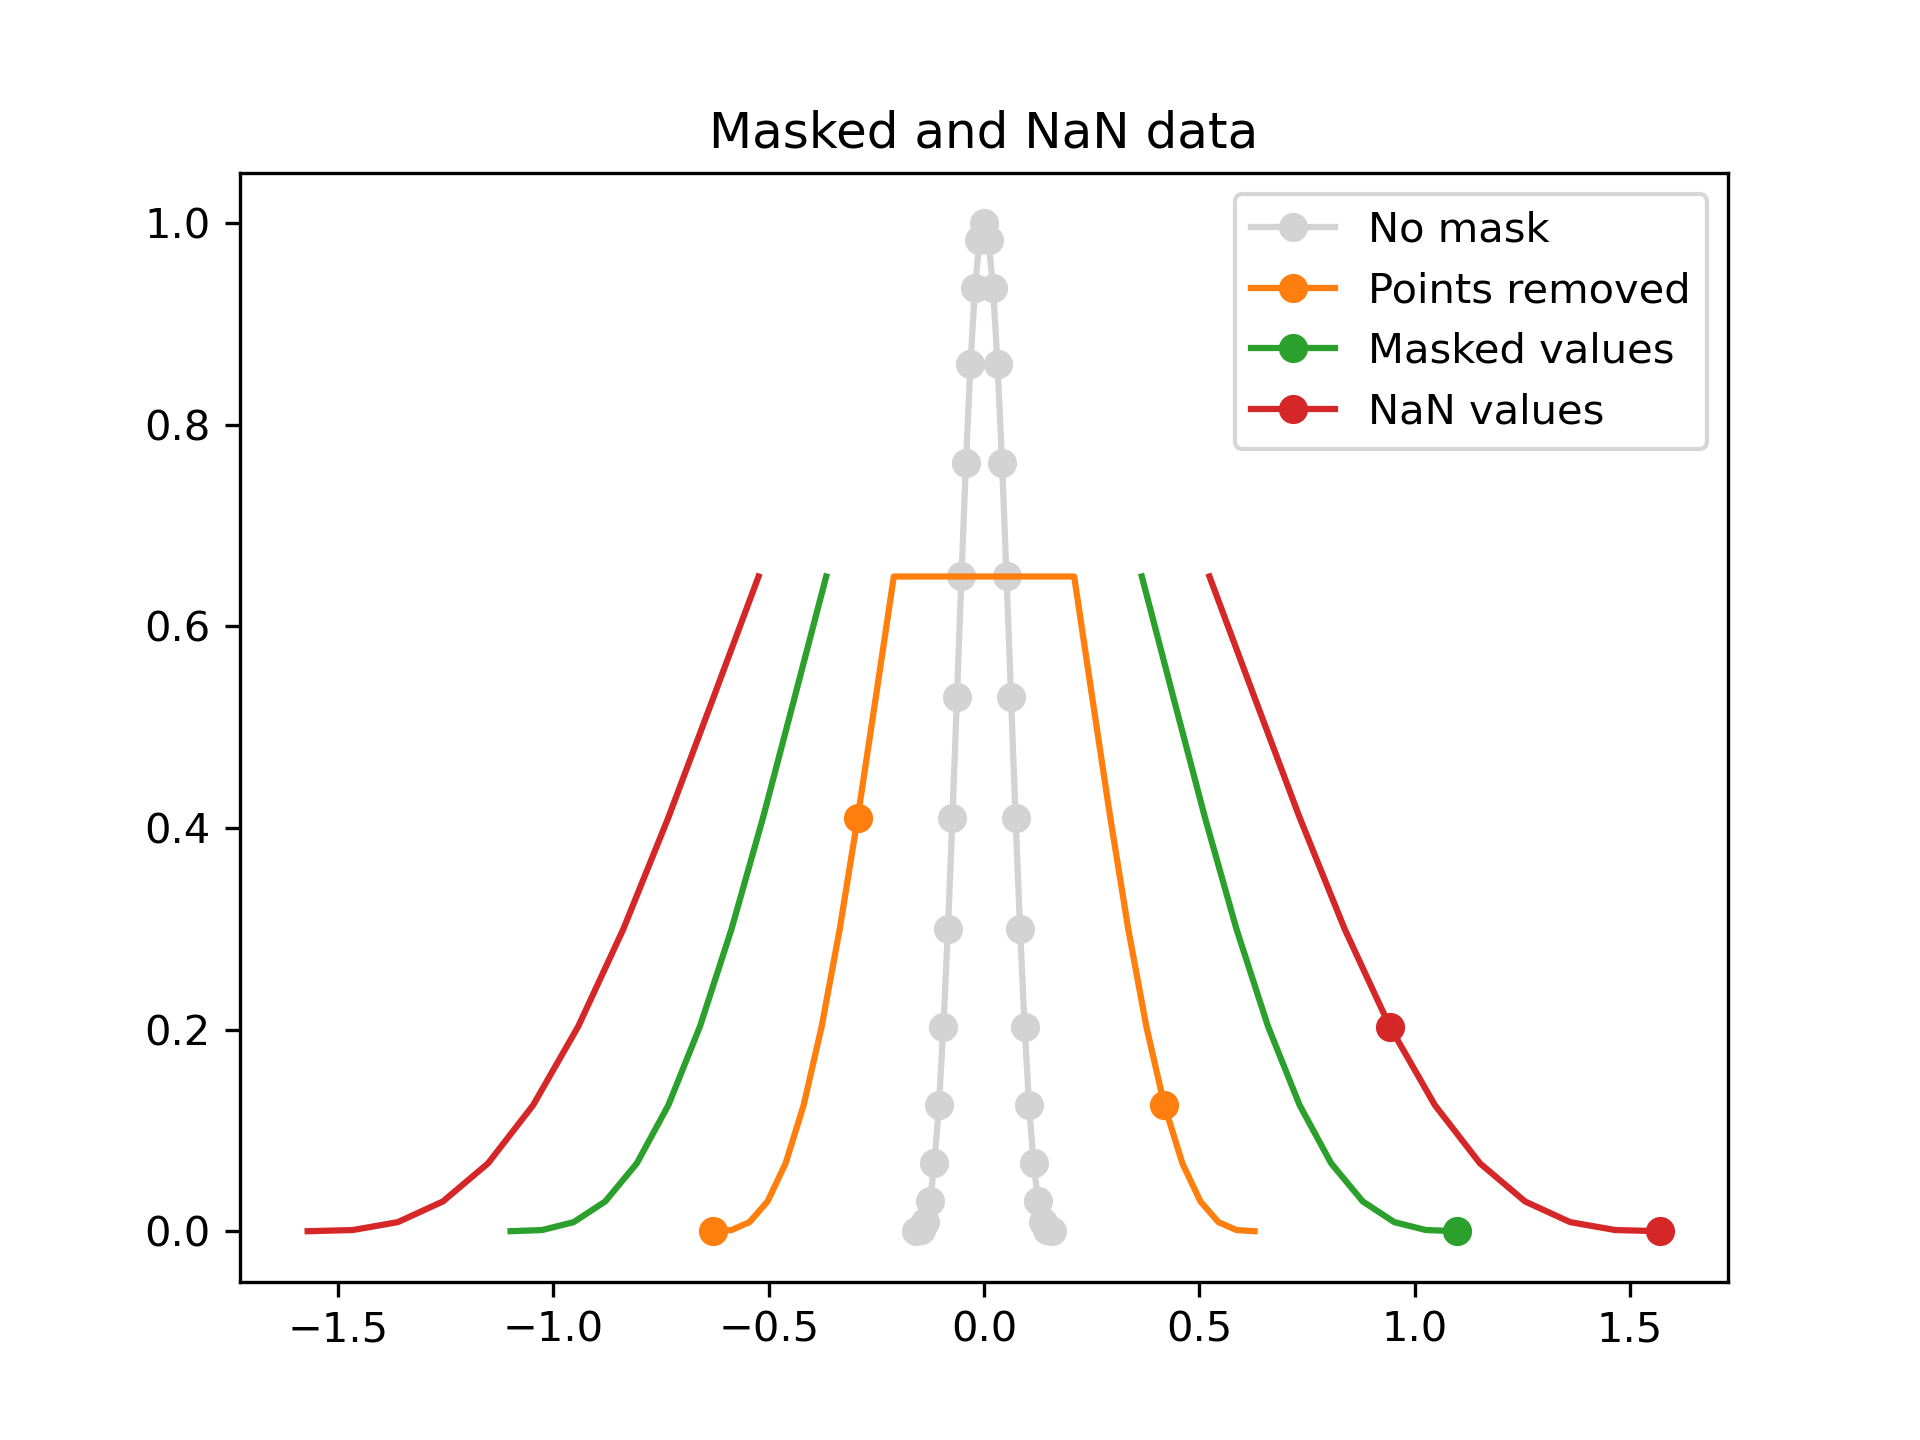 Masked and NaN data
No mask
Points removed
Masked values
NaN values
1.0
0.8
0.6
0.4
0.2
0.0
−1.5 −1.0 −0.5 0.0 0.5 1.0 1.5